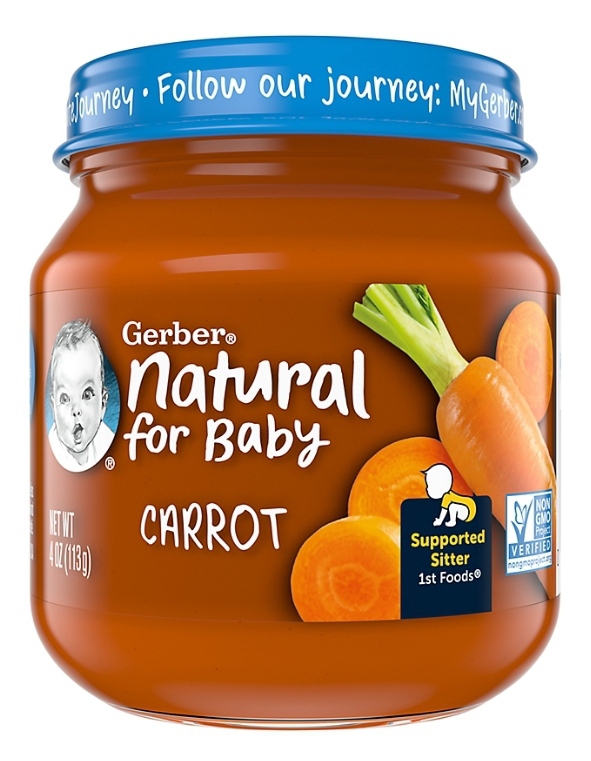 Journey • Follow our journey: MyGerber.c
Gerber®
natural
for Baby
®
CARROT
NET WT
4 OZ (113g)
Supported
Sitter
1st Foods®
NON
GMO
Project
VERIFIED
nongmoproject.org